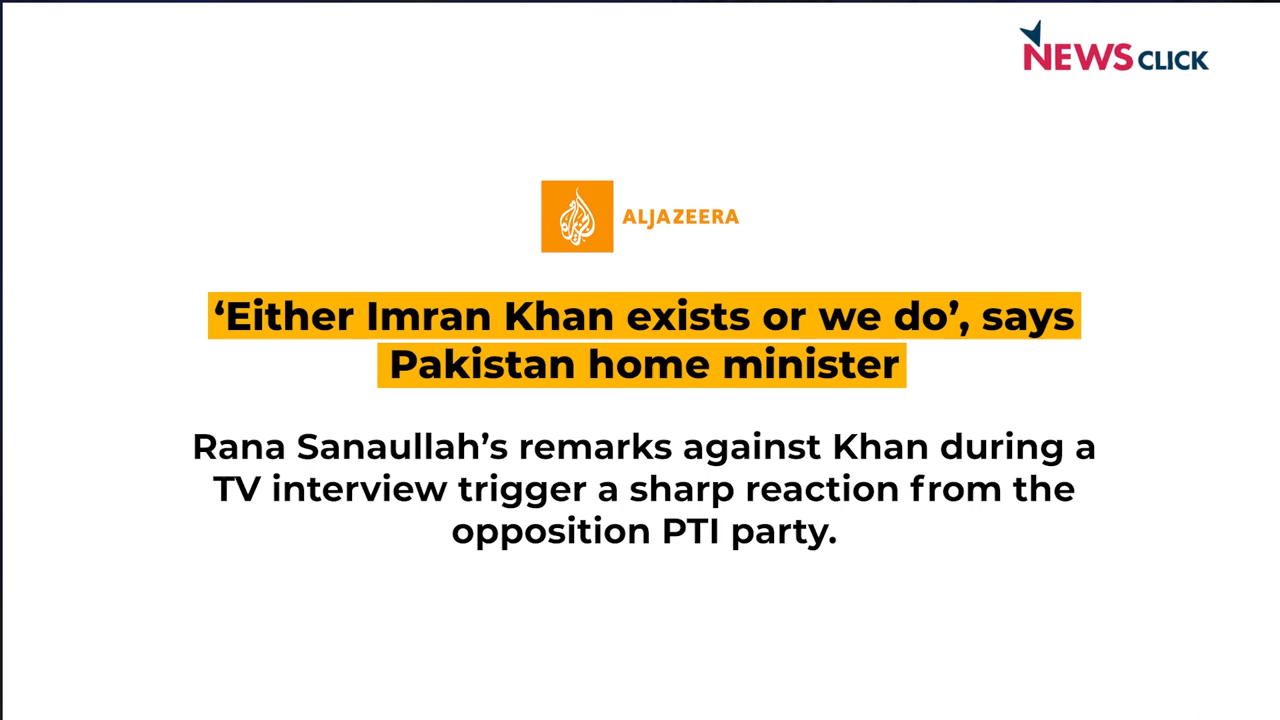 NEWSCLICK
ALJAZEERA
‘Either Imran Khan exists or we do’, says
Pakistan home minister
Rana Sanaullah’s remarks against Khan during a
TV interview trigger a sharp reaction from the
opposition PTI party.